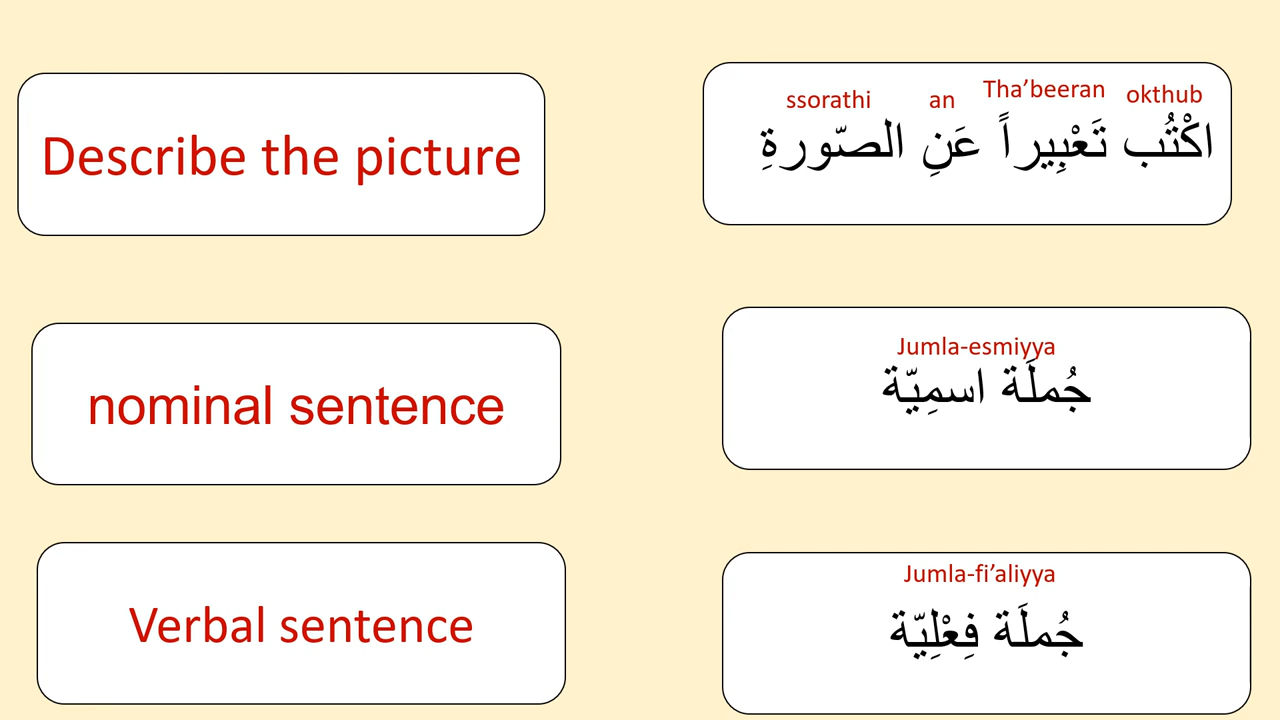 Describe the picture
ssorathi an Tha’beeran okthub
اكْتُب تَعْبِيراً عَنِ الصّورةِ
nominal sentence
Jumla-esmiyya
جُملَة اسمِيّة
Verbal sentence
Jumla-fi’aliyya
جُملَة فِعْلِيّة